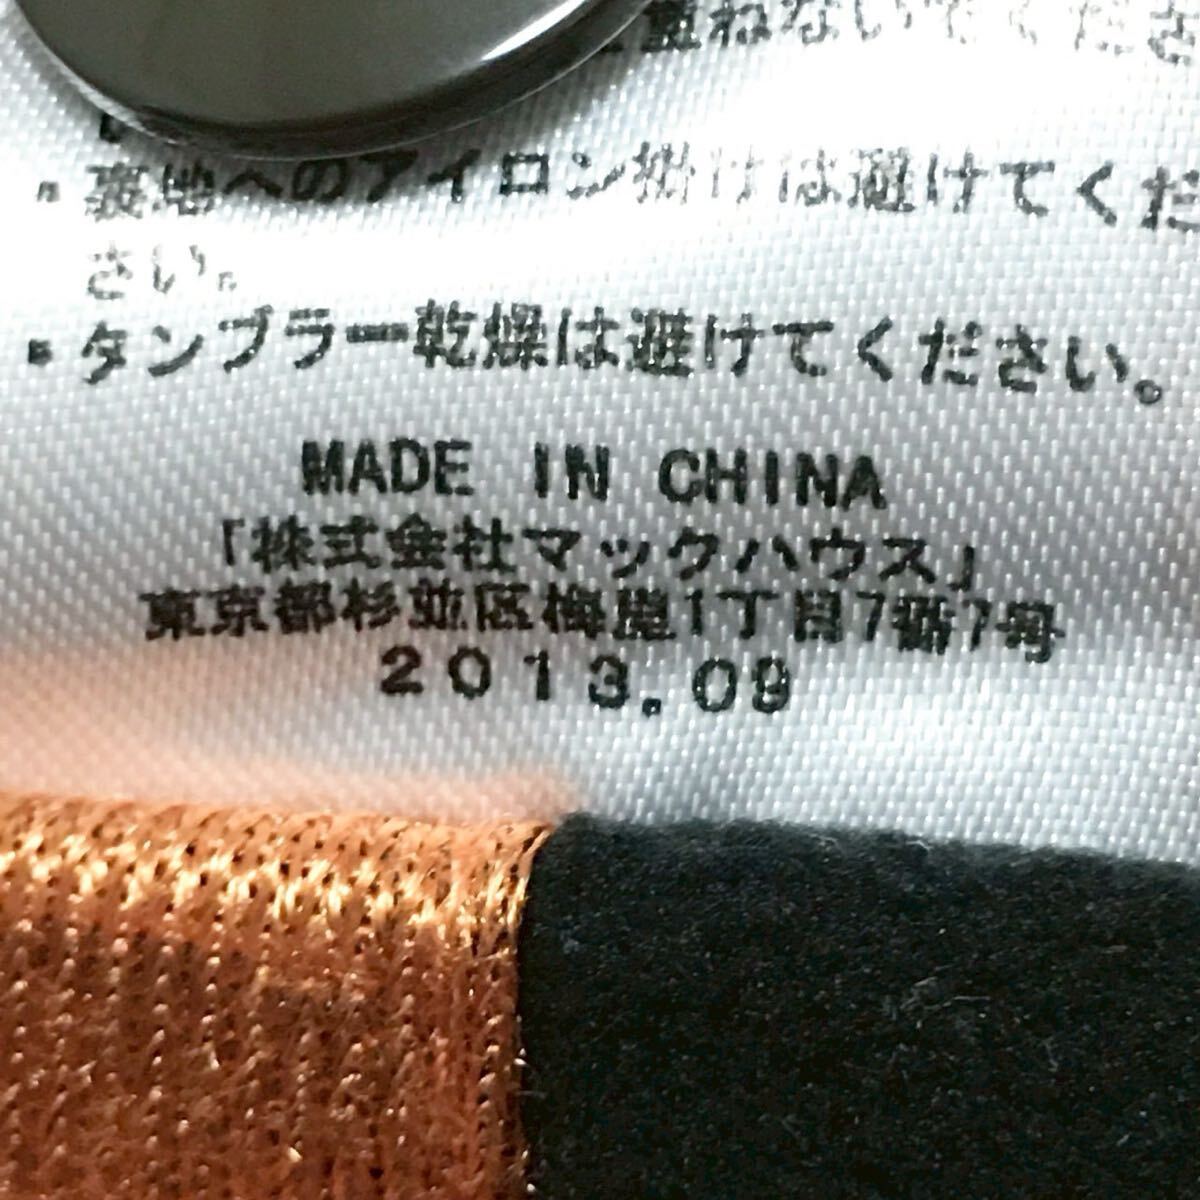 重ねないでくださ
・裏地へのアイロン掛けは避けてくだ
さい。
・タンブラー乾燥は避けてください。
MADE IN CHINA
「株式会社マックハウス」
東京都杉並区梅里1丁目7番7号
2013.09